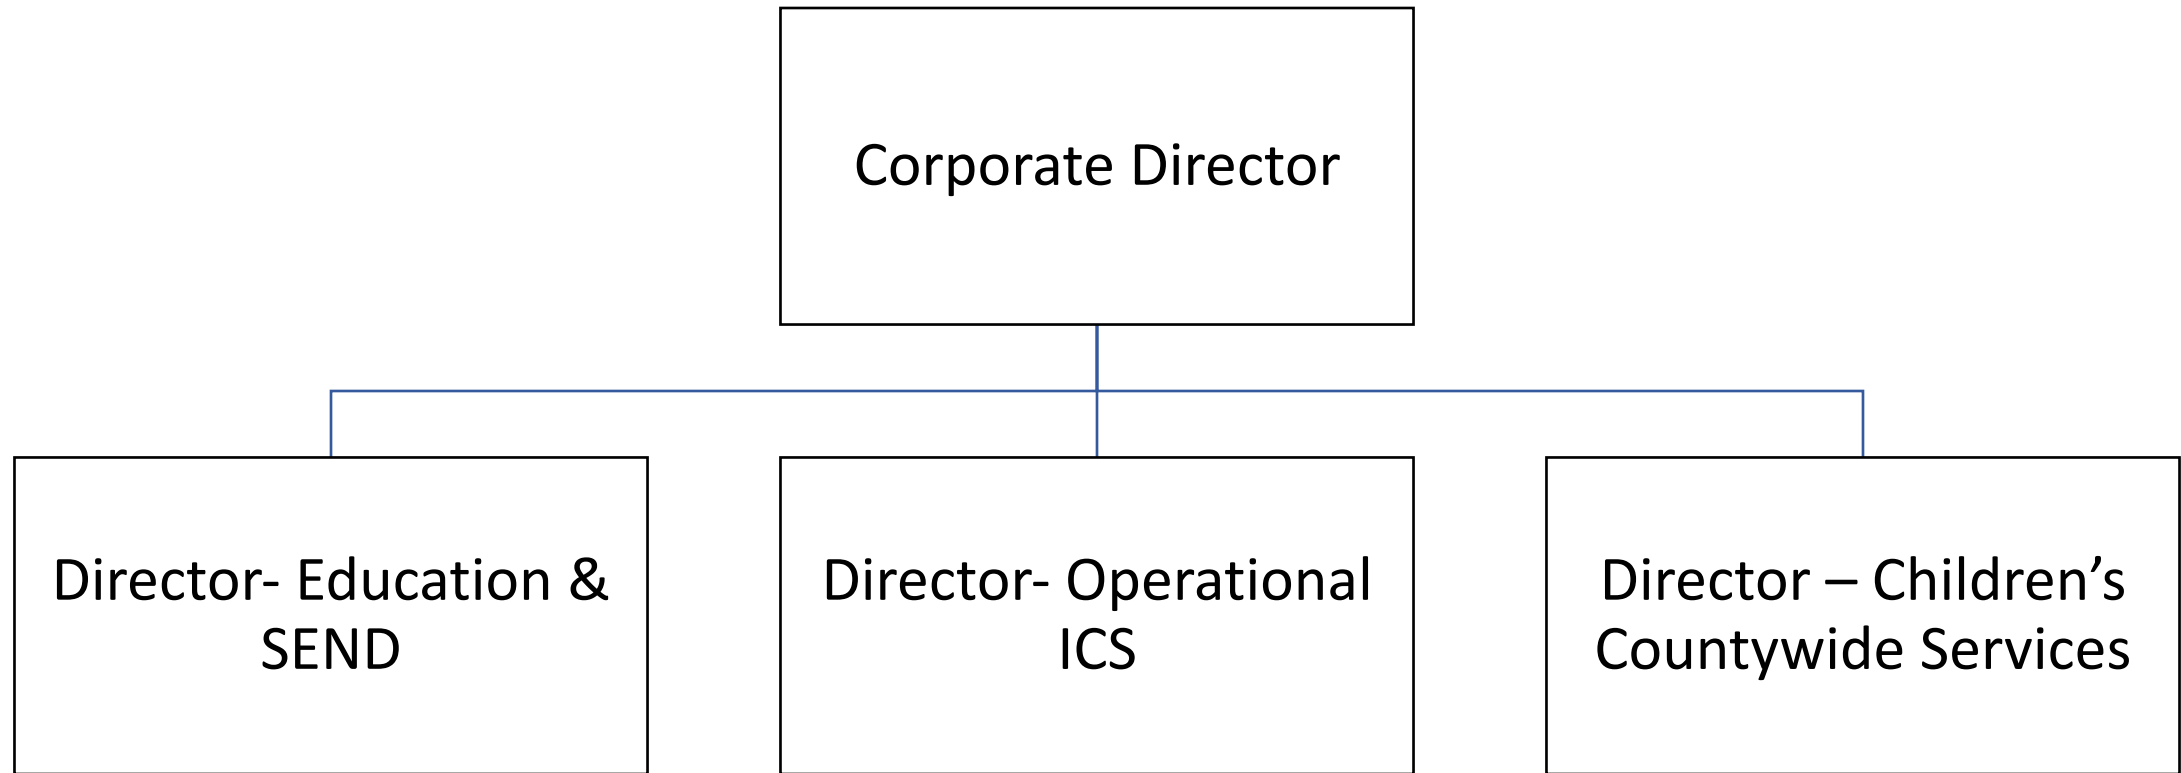 Corporate Director
Director- Education &
SEND
Director- Operational
ICS
Director – Children’s
Countywide Services